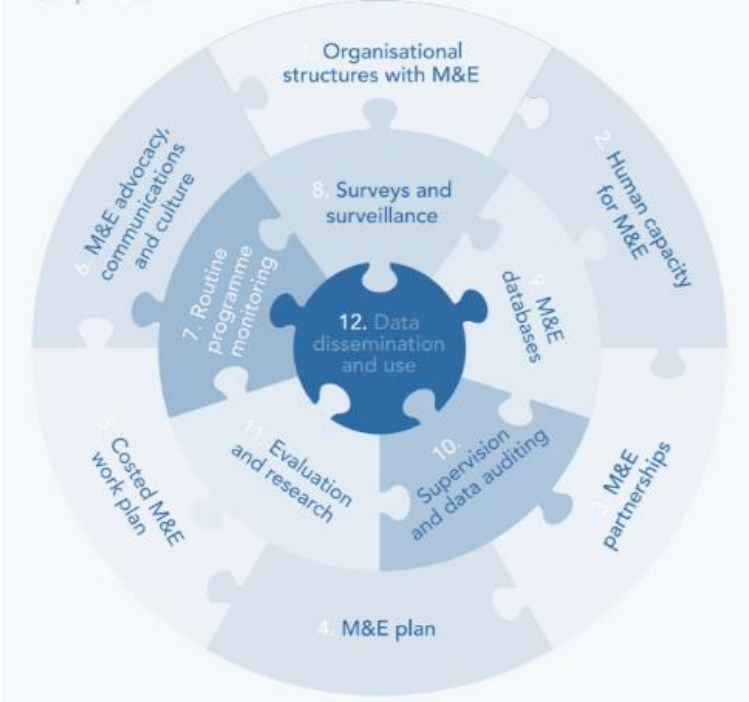 1. Organisational
structures with M&E
2. Human capacity
for M&E
3. M&E
partnerships
4. M&E plan
5. Costed M&E
work plan
6. M&E advocacy,
communications
and culture
7. Routine
programme
monitoring
8. Surveys and
surveillance
9. M&E
databases
10.
Supervision
and data auditing
11. Evaluation
and research
12. Data
dissemination
and use